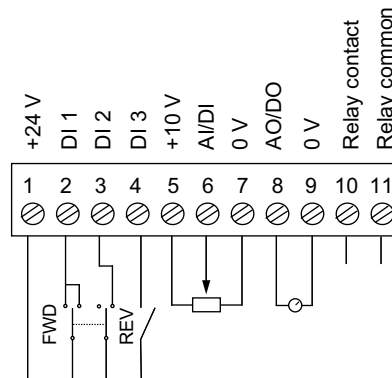 +24 V
DI 1
DI 2
DI 3
+10 V
AI/DI
0 V
AO/DO
0 V
Relay contact
Relay common
1 2 3 4 5 6 7 8 9 10 11
FWD
REV